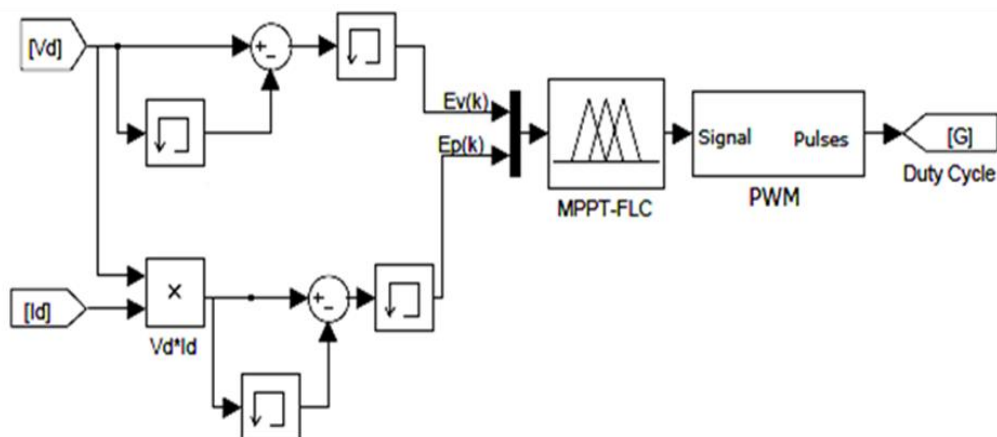 [Vd]
Ev(k)
Ep(k)
MPPT-FLC
Signal Pulses
PWM
[G]
Duty Cycle
[Id]
×
Vd*Id